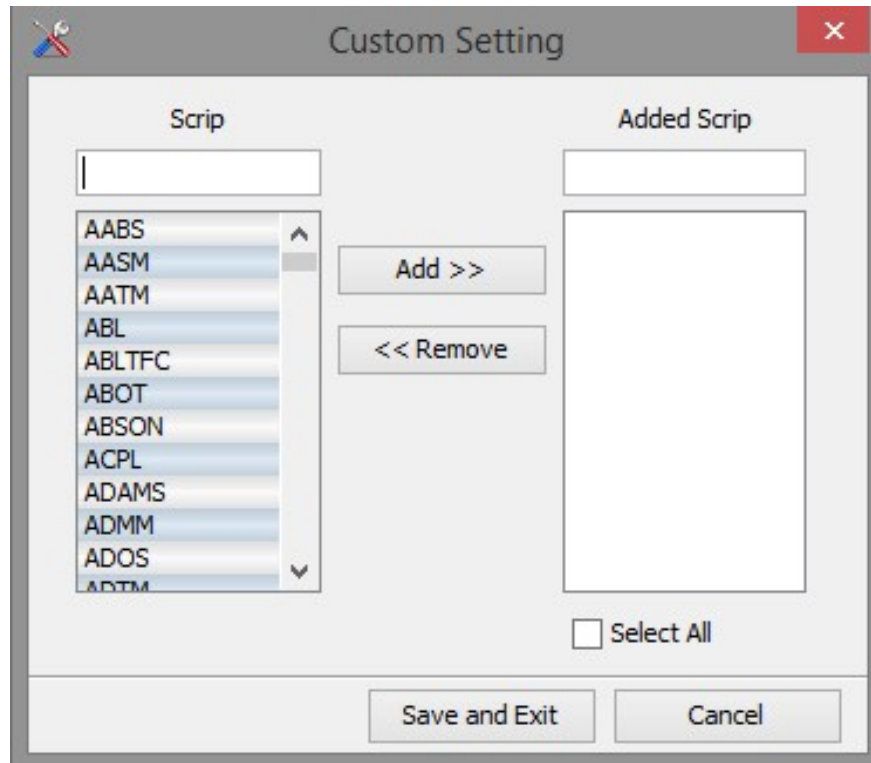 Custom Setting
Scrip
Added Scrip
AABS
AASM
AATM
ABL
ABLTFC
ABOT
ABSON
ACPL
ADAMS
ADMM
ADOS
ADTM
Add >>
<< Remove
Select All
Save and Exit
Cancel